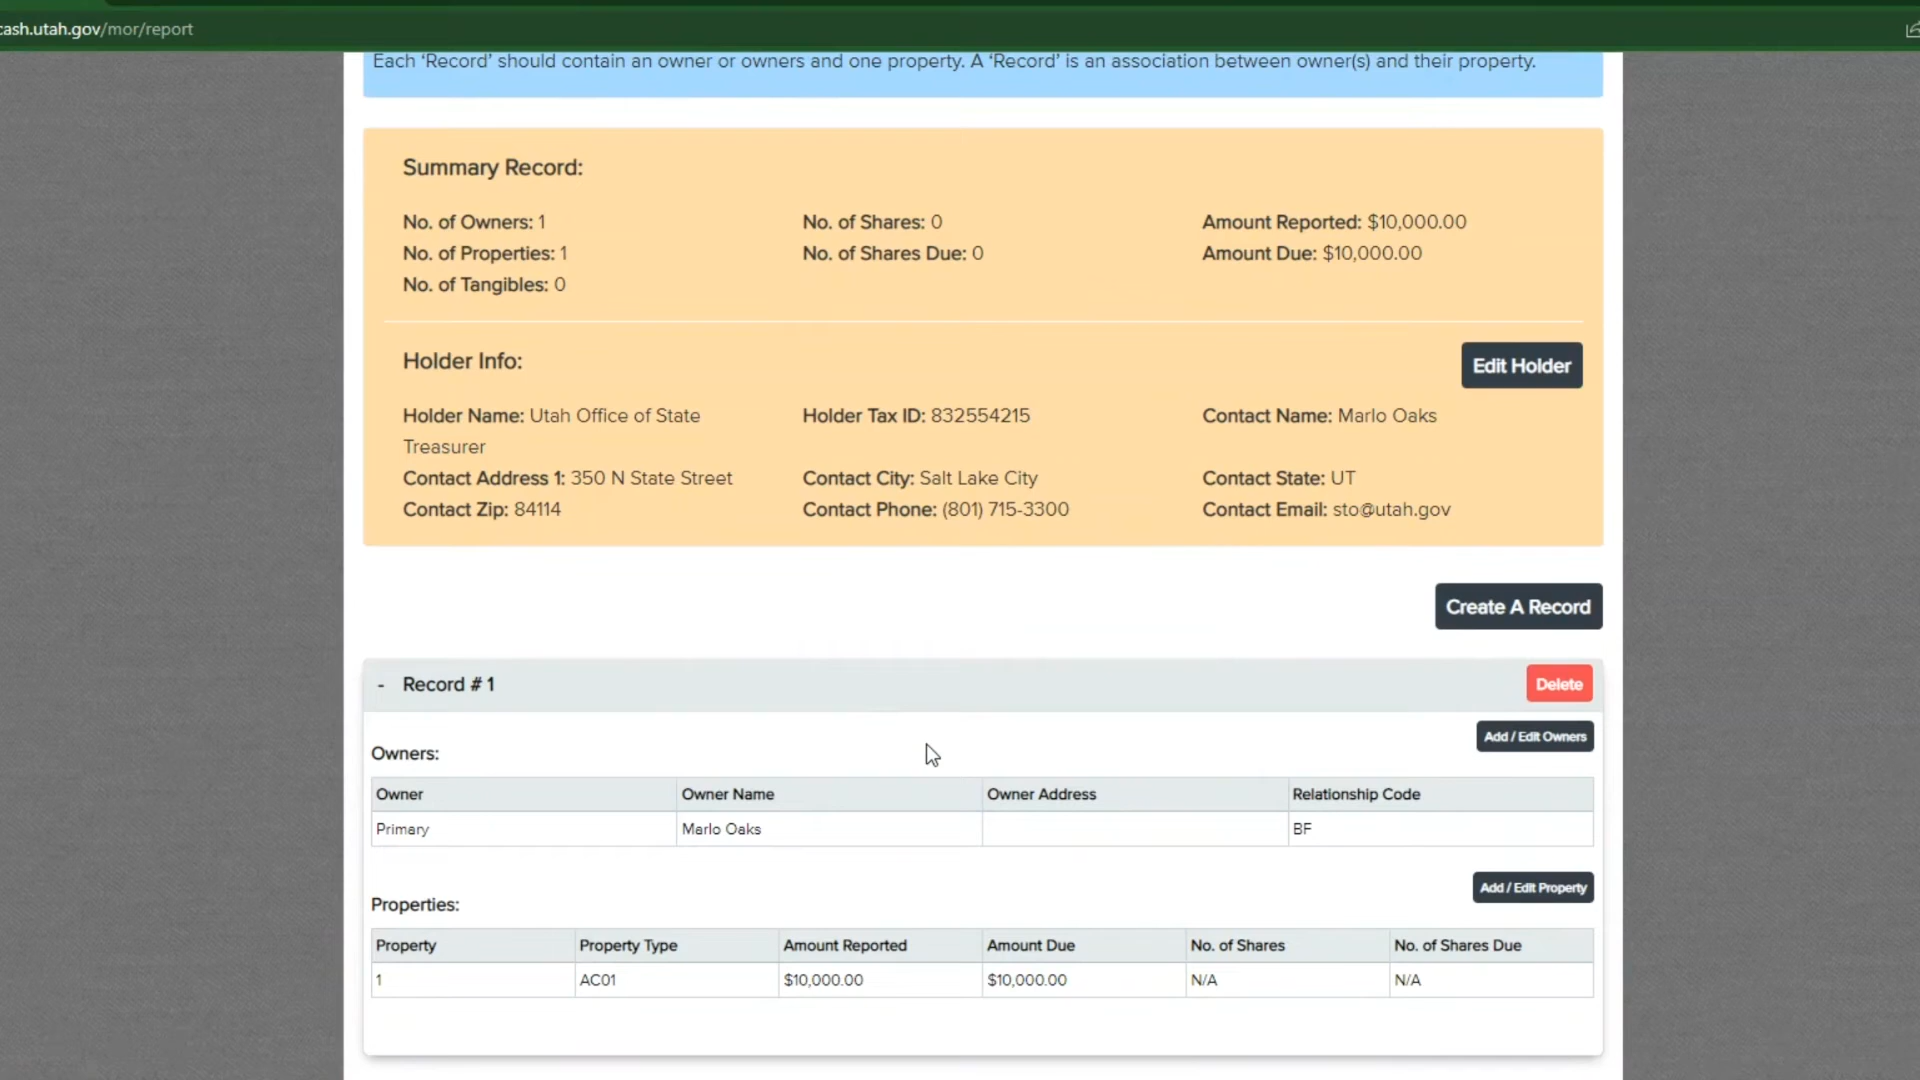 cash.utah.gov/mor/report
Each ‘Record’ should contain an owner or owners and one property. A ‘Record’ is an association between owner(s) and their property.
Summary Record:
No. of Owners: 1 No. of Shares: 0 Amount Reported: $10,000.00
No. of Properties: 1 No. of Shares Due: 0 Amount Due: $10,000.00
No. of Tangibles: 0
Holder Info:
Edit Holder
Holder Name: Utah Office of State Holder Tax ID: 832554215 Contact Name: Marlo Oaks
Treasurer
Contact Address 1: 350 N State Street Contact City: Salt Lake City Contact State: UT
Contact Zip: 84114 Contact Phone: (801) 715-3300 Contact Email: sto@utah.gov
Create A Record
- Record # 1 Delete
Add / Edit Owners
Owners:
Owner Owner Name Owner Address Relationship Code
Primary Marlo Oaks BF
Add / Edit Property
Properties:
Property Property Type Amount Reported Amount Due No. of Shares No. of Shares Due
1 AC01 $10,000.00 $10,000.00 N/A N/A